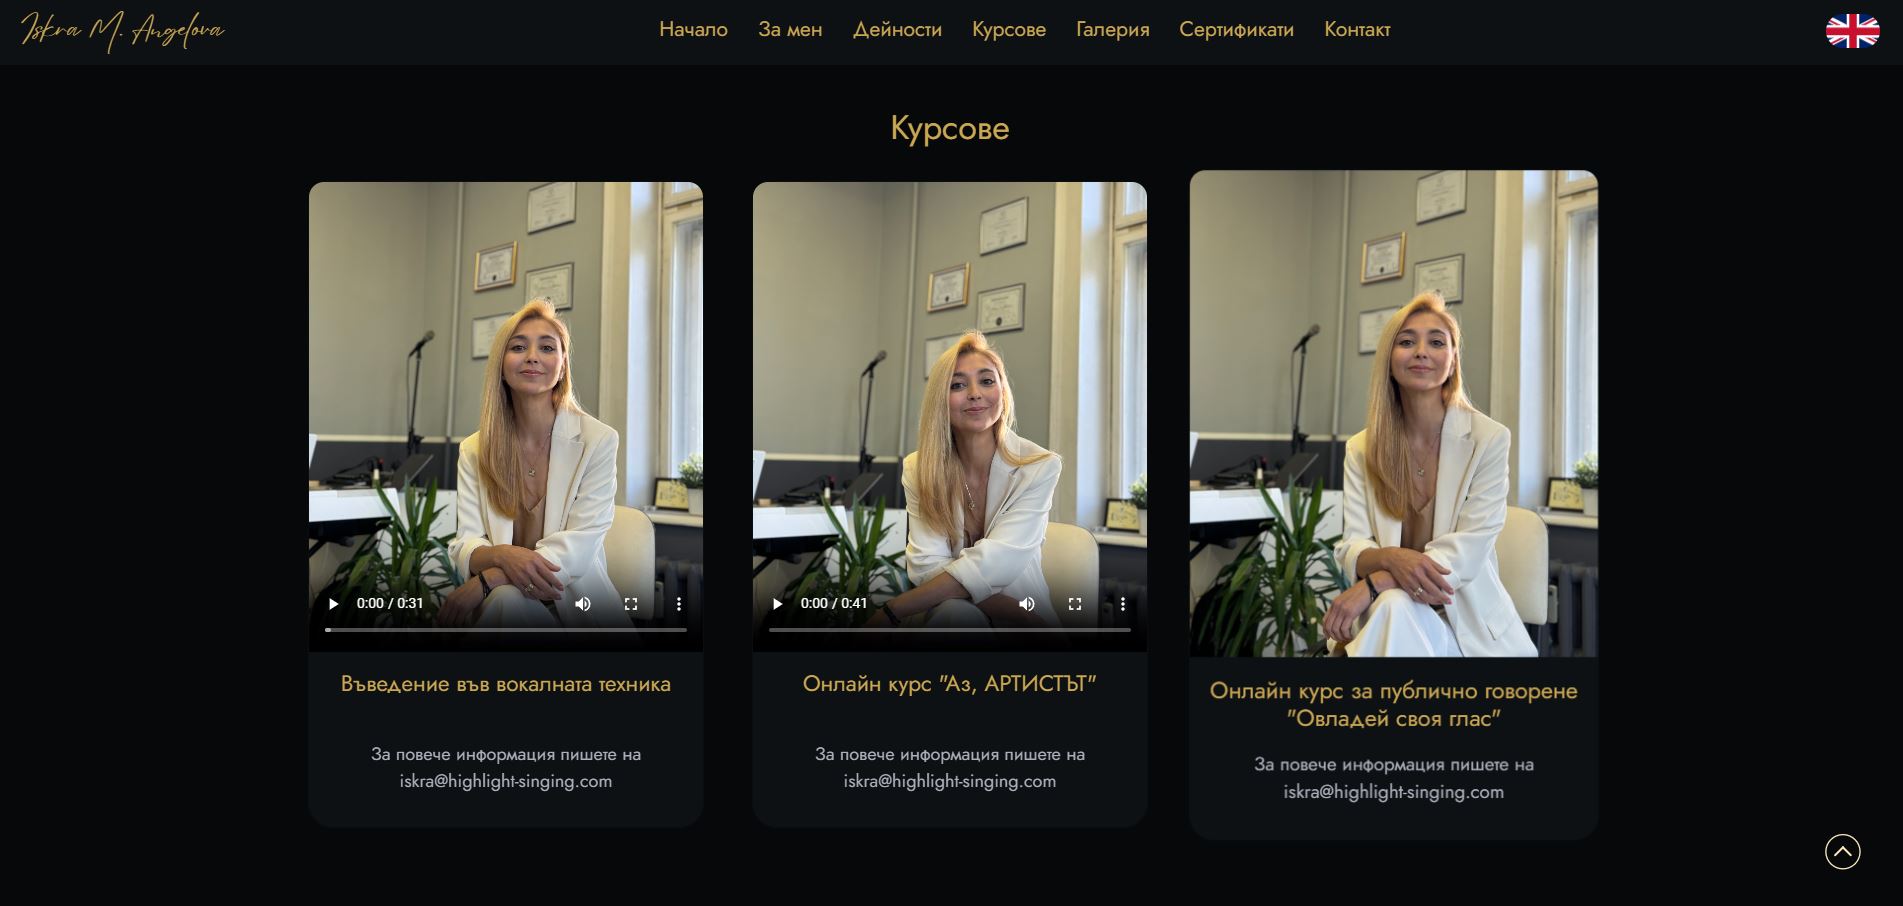 Iskra M. Angelova
Начало За мен Дейности Курсове Галерия Сертификати Контакт
Курсове
0:00 / 0:31
Въведение във вокалната техника
За повече информация пишете на
iskra@highlight-singing.com
0:00 / 0:41
Онлайн курс "Аз, АРТИСТЪТ"
За повече информация пишете на
iskra@highlight-singing.com
Онлайн курс за публично говорене
"Овладей своя глас"
За повече информация пишете на
iskra@highlight-singing.com